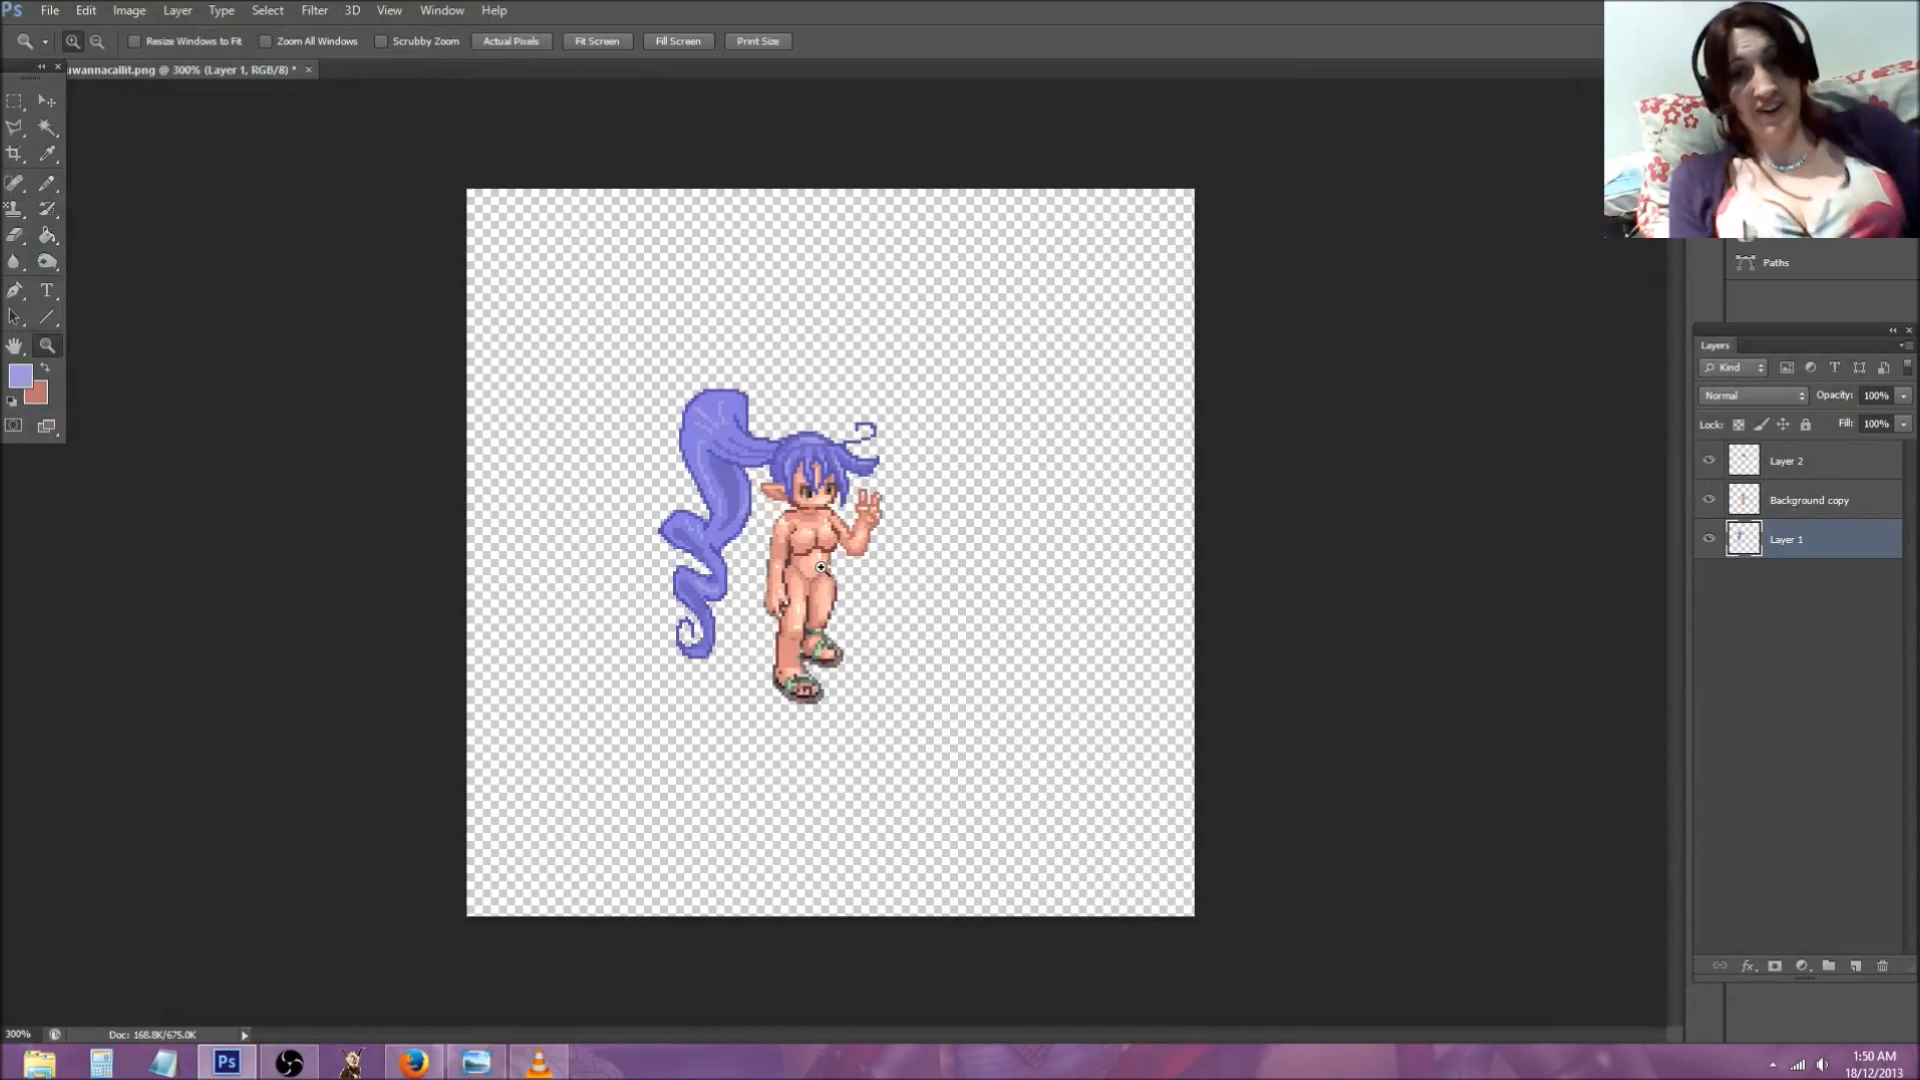 Ps File Edit Image Layer Type Select Filter 3D View Window Help
Resize Windows to Fit Zoom All Windows Scrubby Zoom Actual Pixels Fit Screen Fill Screen Print Size
uwannacallit.png @ 300% (Layer 1, RGB/8) *
Paths
Layers
Kind
Normal Opacity: 100%
Lock: Fill: 100%
Layer 2
Background copy
Layer 1
fx
300% Doc: 168.8K/675.0K
Ps
1:50 AM
18/12/2013